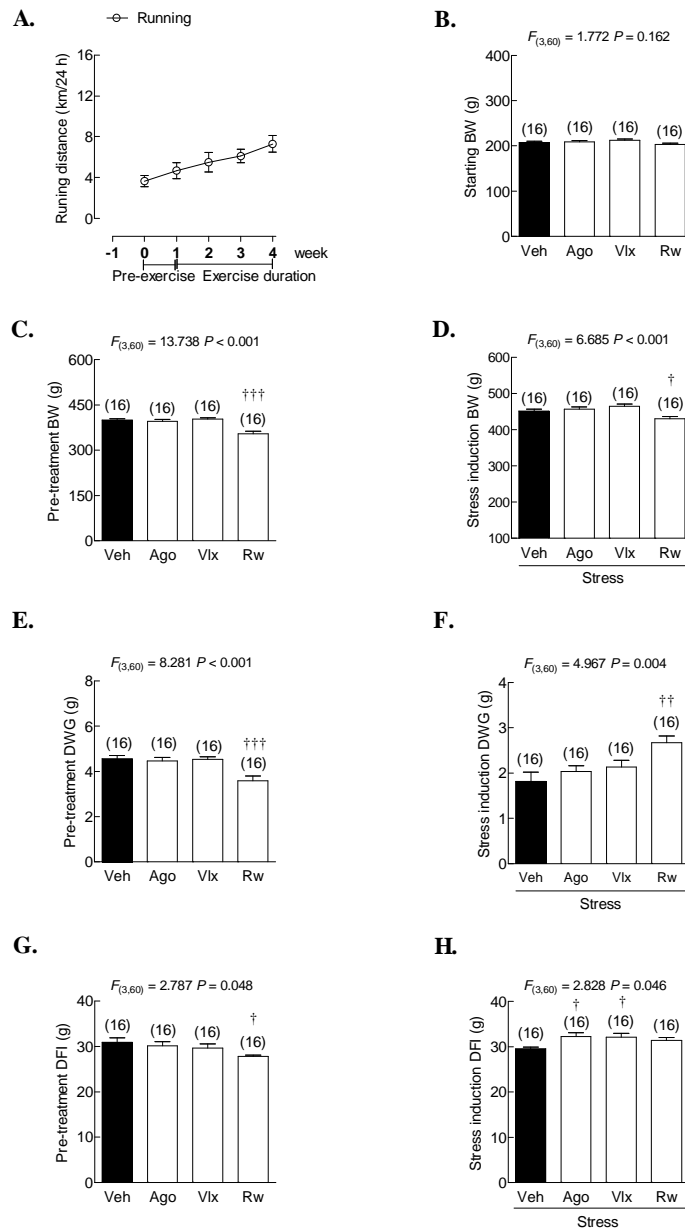 A.
Running
Runing distance (km/24 h)
16
12
8
4
0
-1 0 1 2 3 4 week
Pre-exercise Exercise duration
B.
F(3,60) = 1.772 P = 0.162
Starting BW (g)
400
300
200
100
0
(16) (16) (16) (16)
Veh Ago Vlx Rw
C.
F(3,60) = 13.738 P < 0.001
Pre-treatment BW (g)
600
450
300
150
0
†††
(16) (16) (16) (16)
Veh Ago Vlx Rw
D.
F(3,60) = 6.685 P < 0.001
Stress induction BW (g)
600
500
400
300
200
100
†
(16) (16) (16) (16)
Veh Ago Vlx Rw
Stress
E.
F(3,60) = 8.281 P < 0.001
Pre-treatment DWG (g)
8
6
4
2
0
†††
(16) (16) (16) (16)
Veh Ago Vlx Rw
F.
F(3,60) = 4.967 P = 0.004
Stress induction DWG (g)
4
3
2
1
0
††
(16) (16) (16) (16)
Veh Ago Vlx Rw
Stress
G.
F(3,60) = 2.787 P = 0.048
Pre-treatment DFI (g)
40
30
20
10
0
†
(16) (16) (16) (16)
Veh Ago Vlx Rw
H.
F(3,60) = 2.828 P = 0.046
Stress induction DFI (g)
40
30
20
10
0
† †
(16) (16) (16) (16)
Veh Ago Vlx Rw
Stress